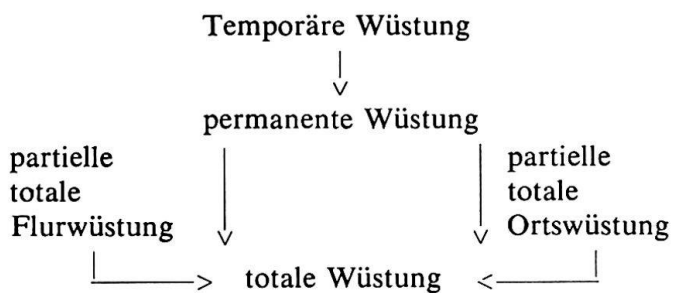 Temporäre Wüstung
permanente Wüstung
partielle
totale
Flurwüstung
partielle
totale
Ortswüstung
totale Wüstung